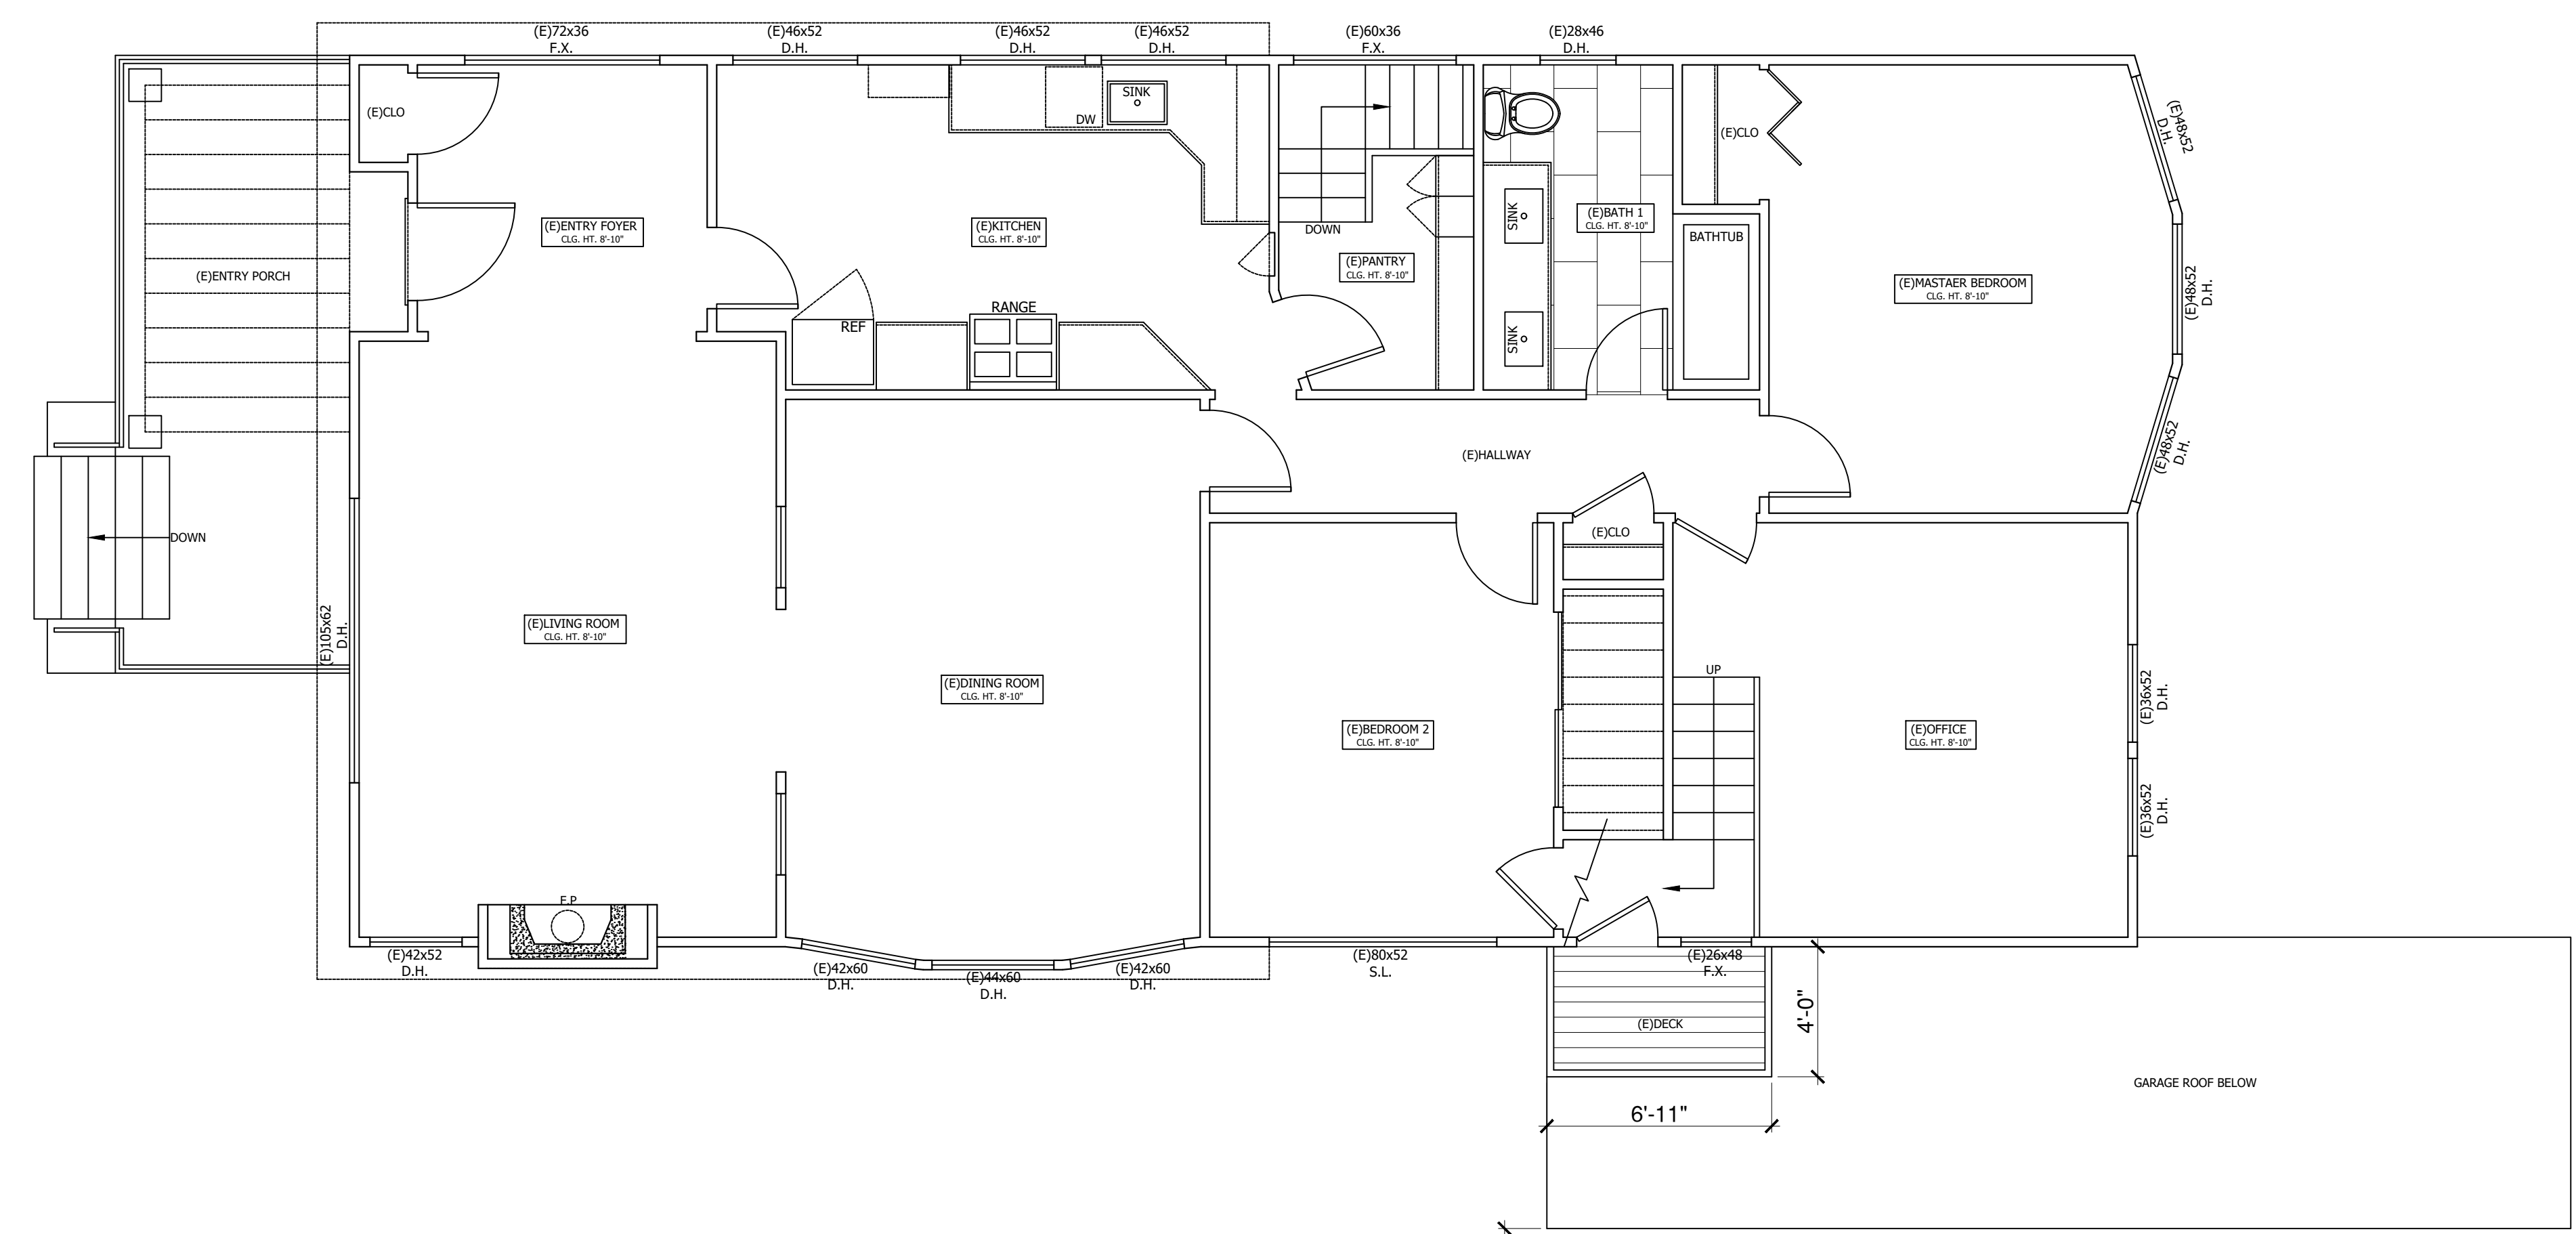 (E)72x36
F.X.
(E)46x52
D.H.
(E)46x52
D.H.
(E)46x52
D.H.
(E)60x36
F.X.
(E)28x46
D.H.
(E)CLO
SINK
DW
(E)CLO
(E)48x52
D.H.
(E)ENTRY FOYER
CLG. HT. 8'-10"
(E)KITCHEN
CLG. HT. 8'-10"
DOWN
SINK
(E)BATH 1
CLG. HT. 8'-10"
BATHTUB
(E)ENTRY PORCH
(E)PANTRY
CLG. HT. 8'-10"
(E)MASTAER BEDROOM
CLG. HT. 8'-10"
(E)48x52
D.H.
REF
RANGE
SINK
(E)HALLWAY
(E)48x52
D.H.
DOWN
(E)CLO
(E)105x62
D.H.
(E)LIVING ROOM
CLG. HT. 8'-10"
(E)DINING ROOM
CLG. HT. 8'-10"
UP
(E)BEDROOM 2
CLG. HT. 8'-10"
(E)OFFICE
CLG. HT. 8'-10"
(E)36x52
D.H.
(E)36x52
D.H.
F.P
(E)42x52
D.H.
(E)42x60
D.H.
(E)44x60
D.H.
(E)42x60
D.H.
(E)80x52
S.L.
(E)26x48
F.X.
(E)DECK
4'-0"
6'-11"
GARAGE ROOF BELOW